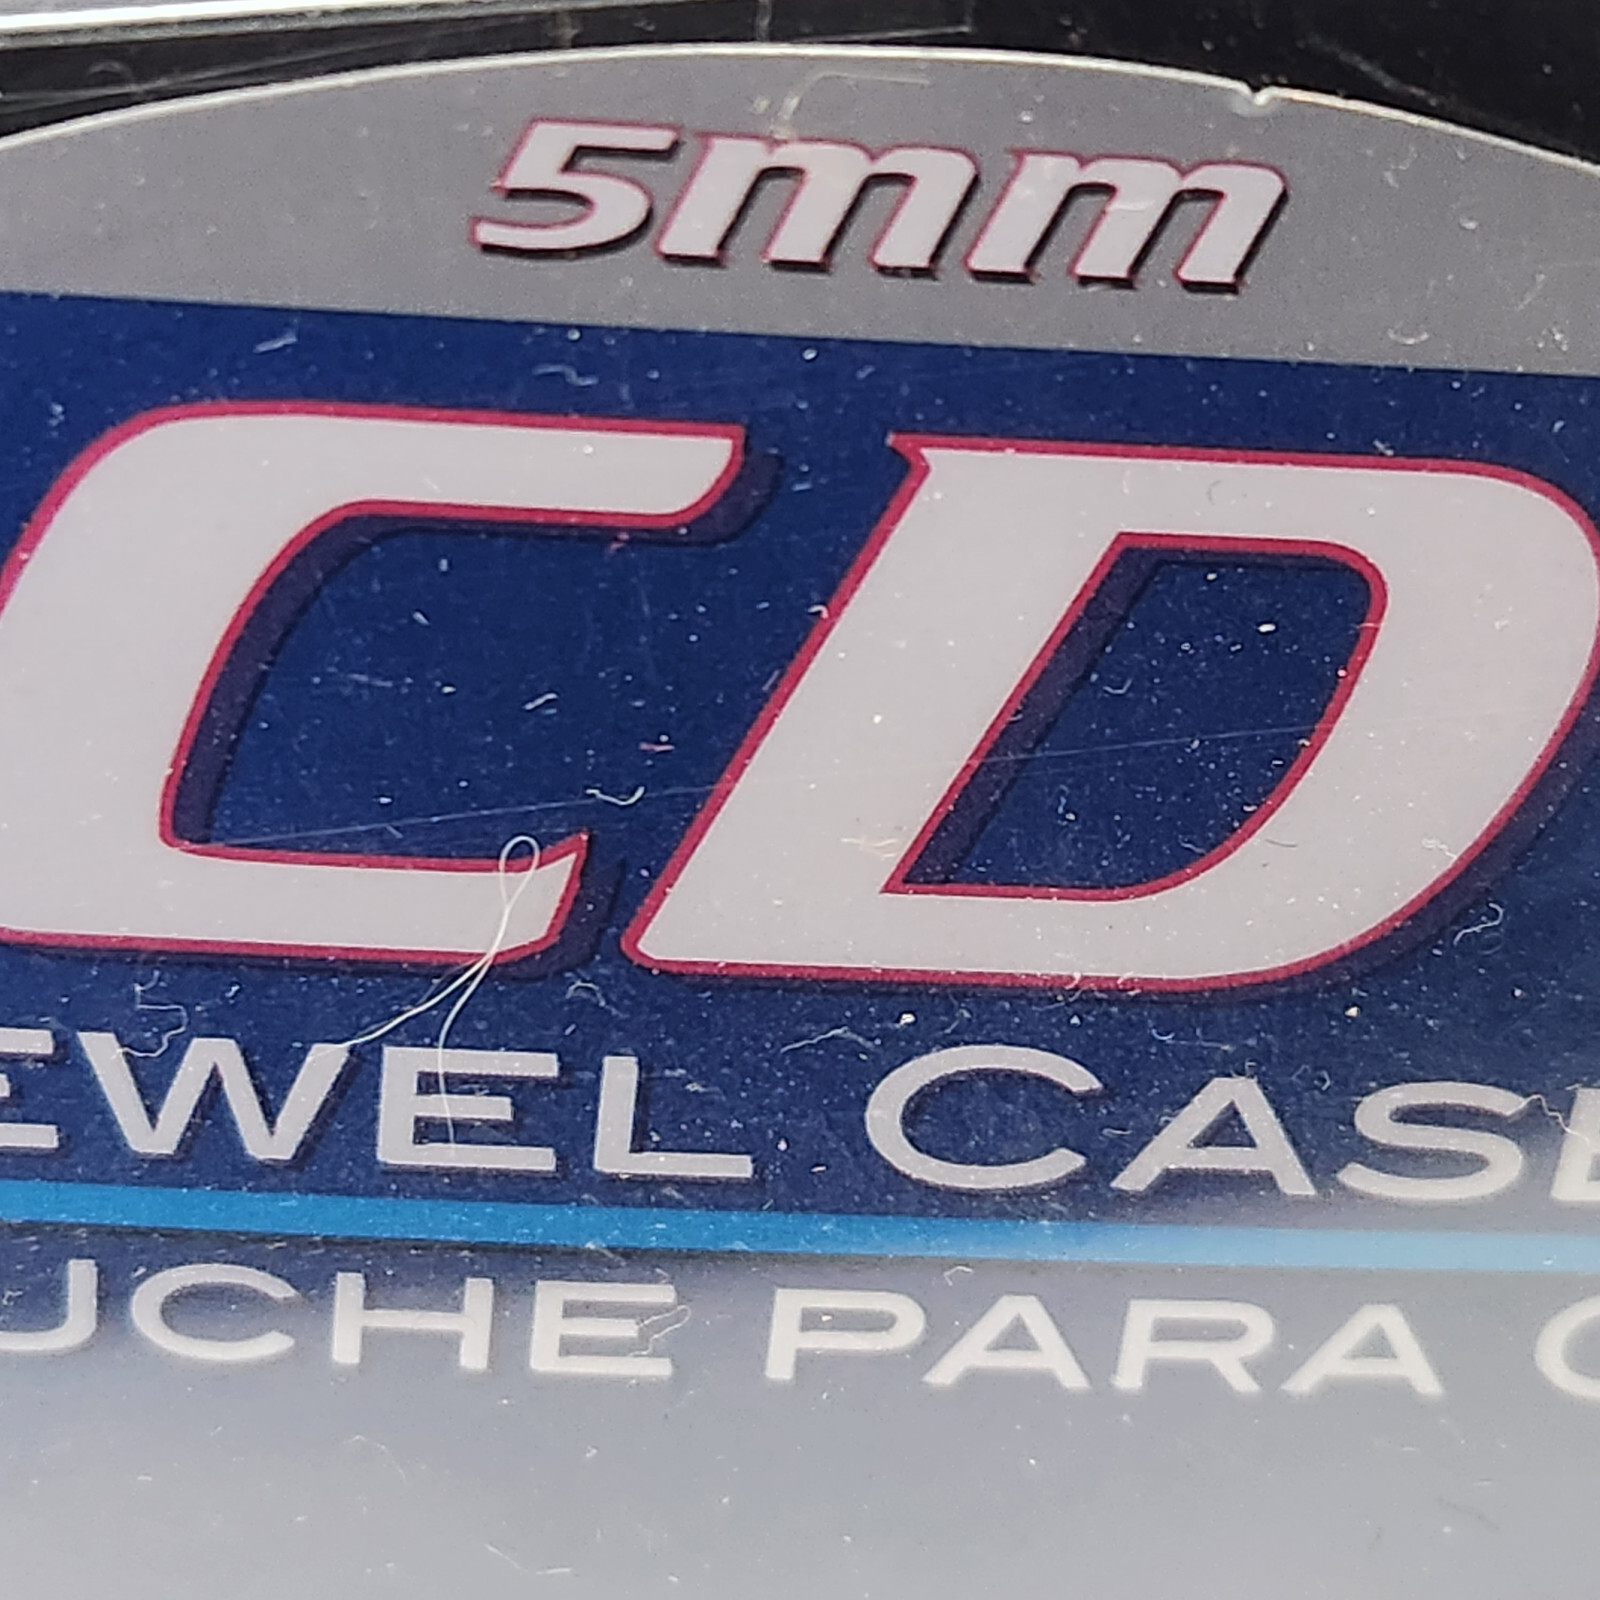 5mm
CD
EWEL CASE
UCHE PARA C